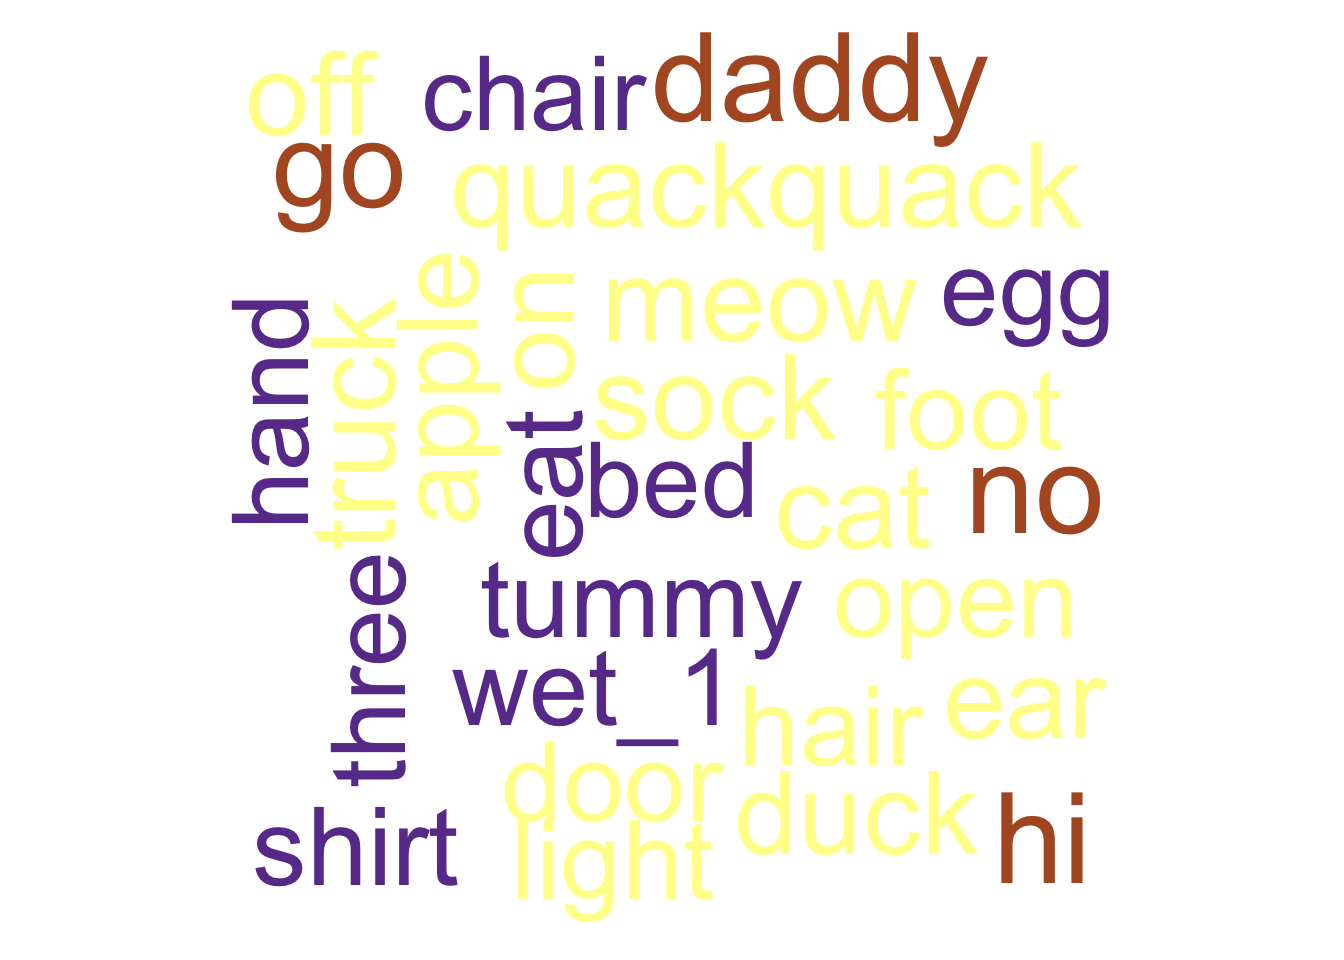 off
chair
daddy
go
quackquack
hand
truck
apple
on
meow
egg
sock
foot
eat
bed
cat
no
three
tummy
open
wet_1
hair
ear
door
duck
hi
shirt
light